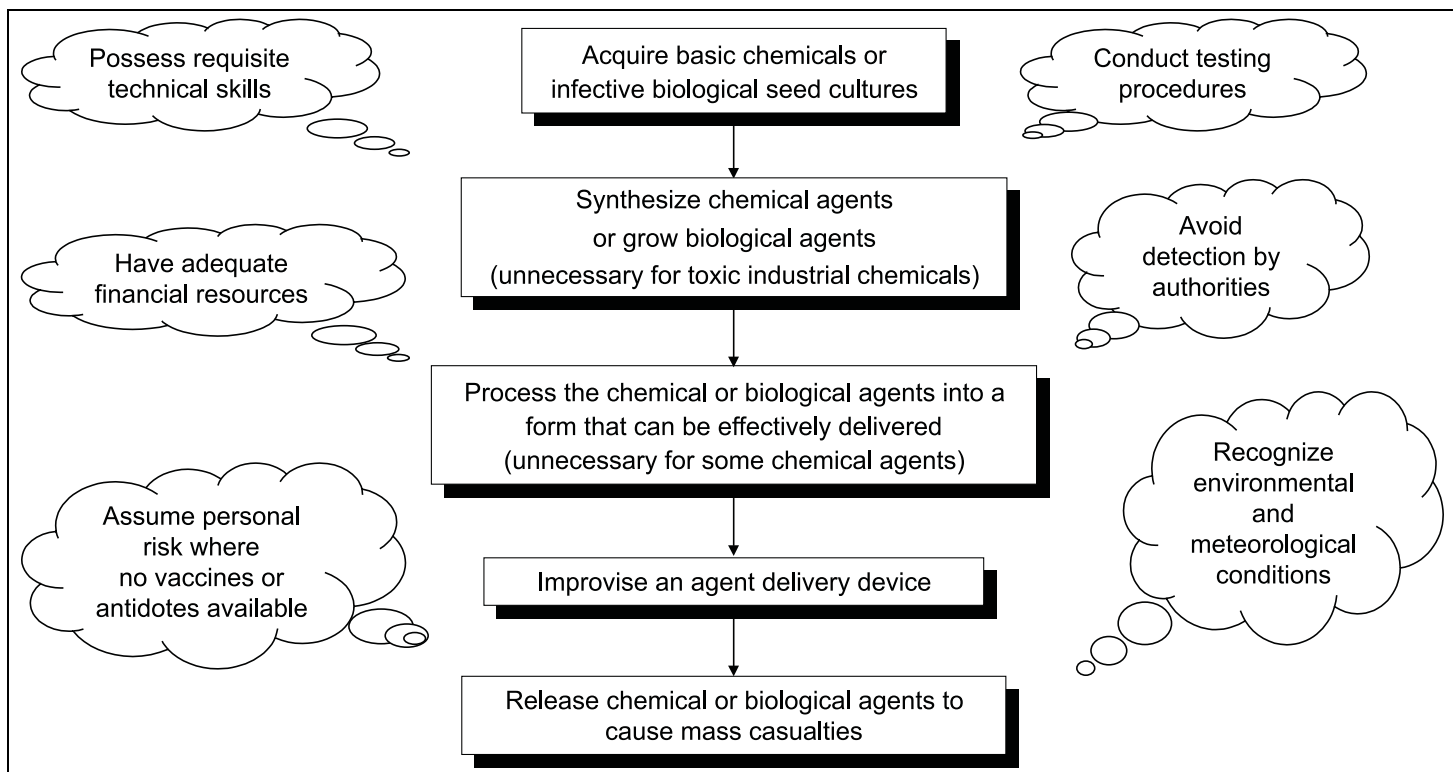 Possess requisite
technical skills
Acquire basic chemicals or
infective biological seed cultures
Conduct testing
procedures
Synthesize chemical agents
or grow biological agents
(unnecessary for toxic industrial chemicals)
Have adequate
financial resources
Avoid
detection by
authorities
Process the chemical or biological agents into a
form that can be effectively delivered
(unnecessary for some chemical agents)
Assume personal
risk where
no vaccines or
antidotes available
Recognize
environmental
and
meteorological
conditions
Improvise an agent delivery device
Release chemical or biological agents to
cause mass casualties